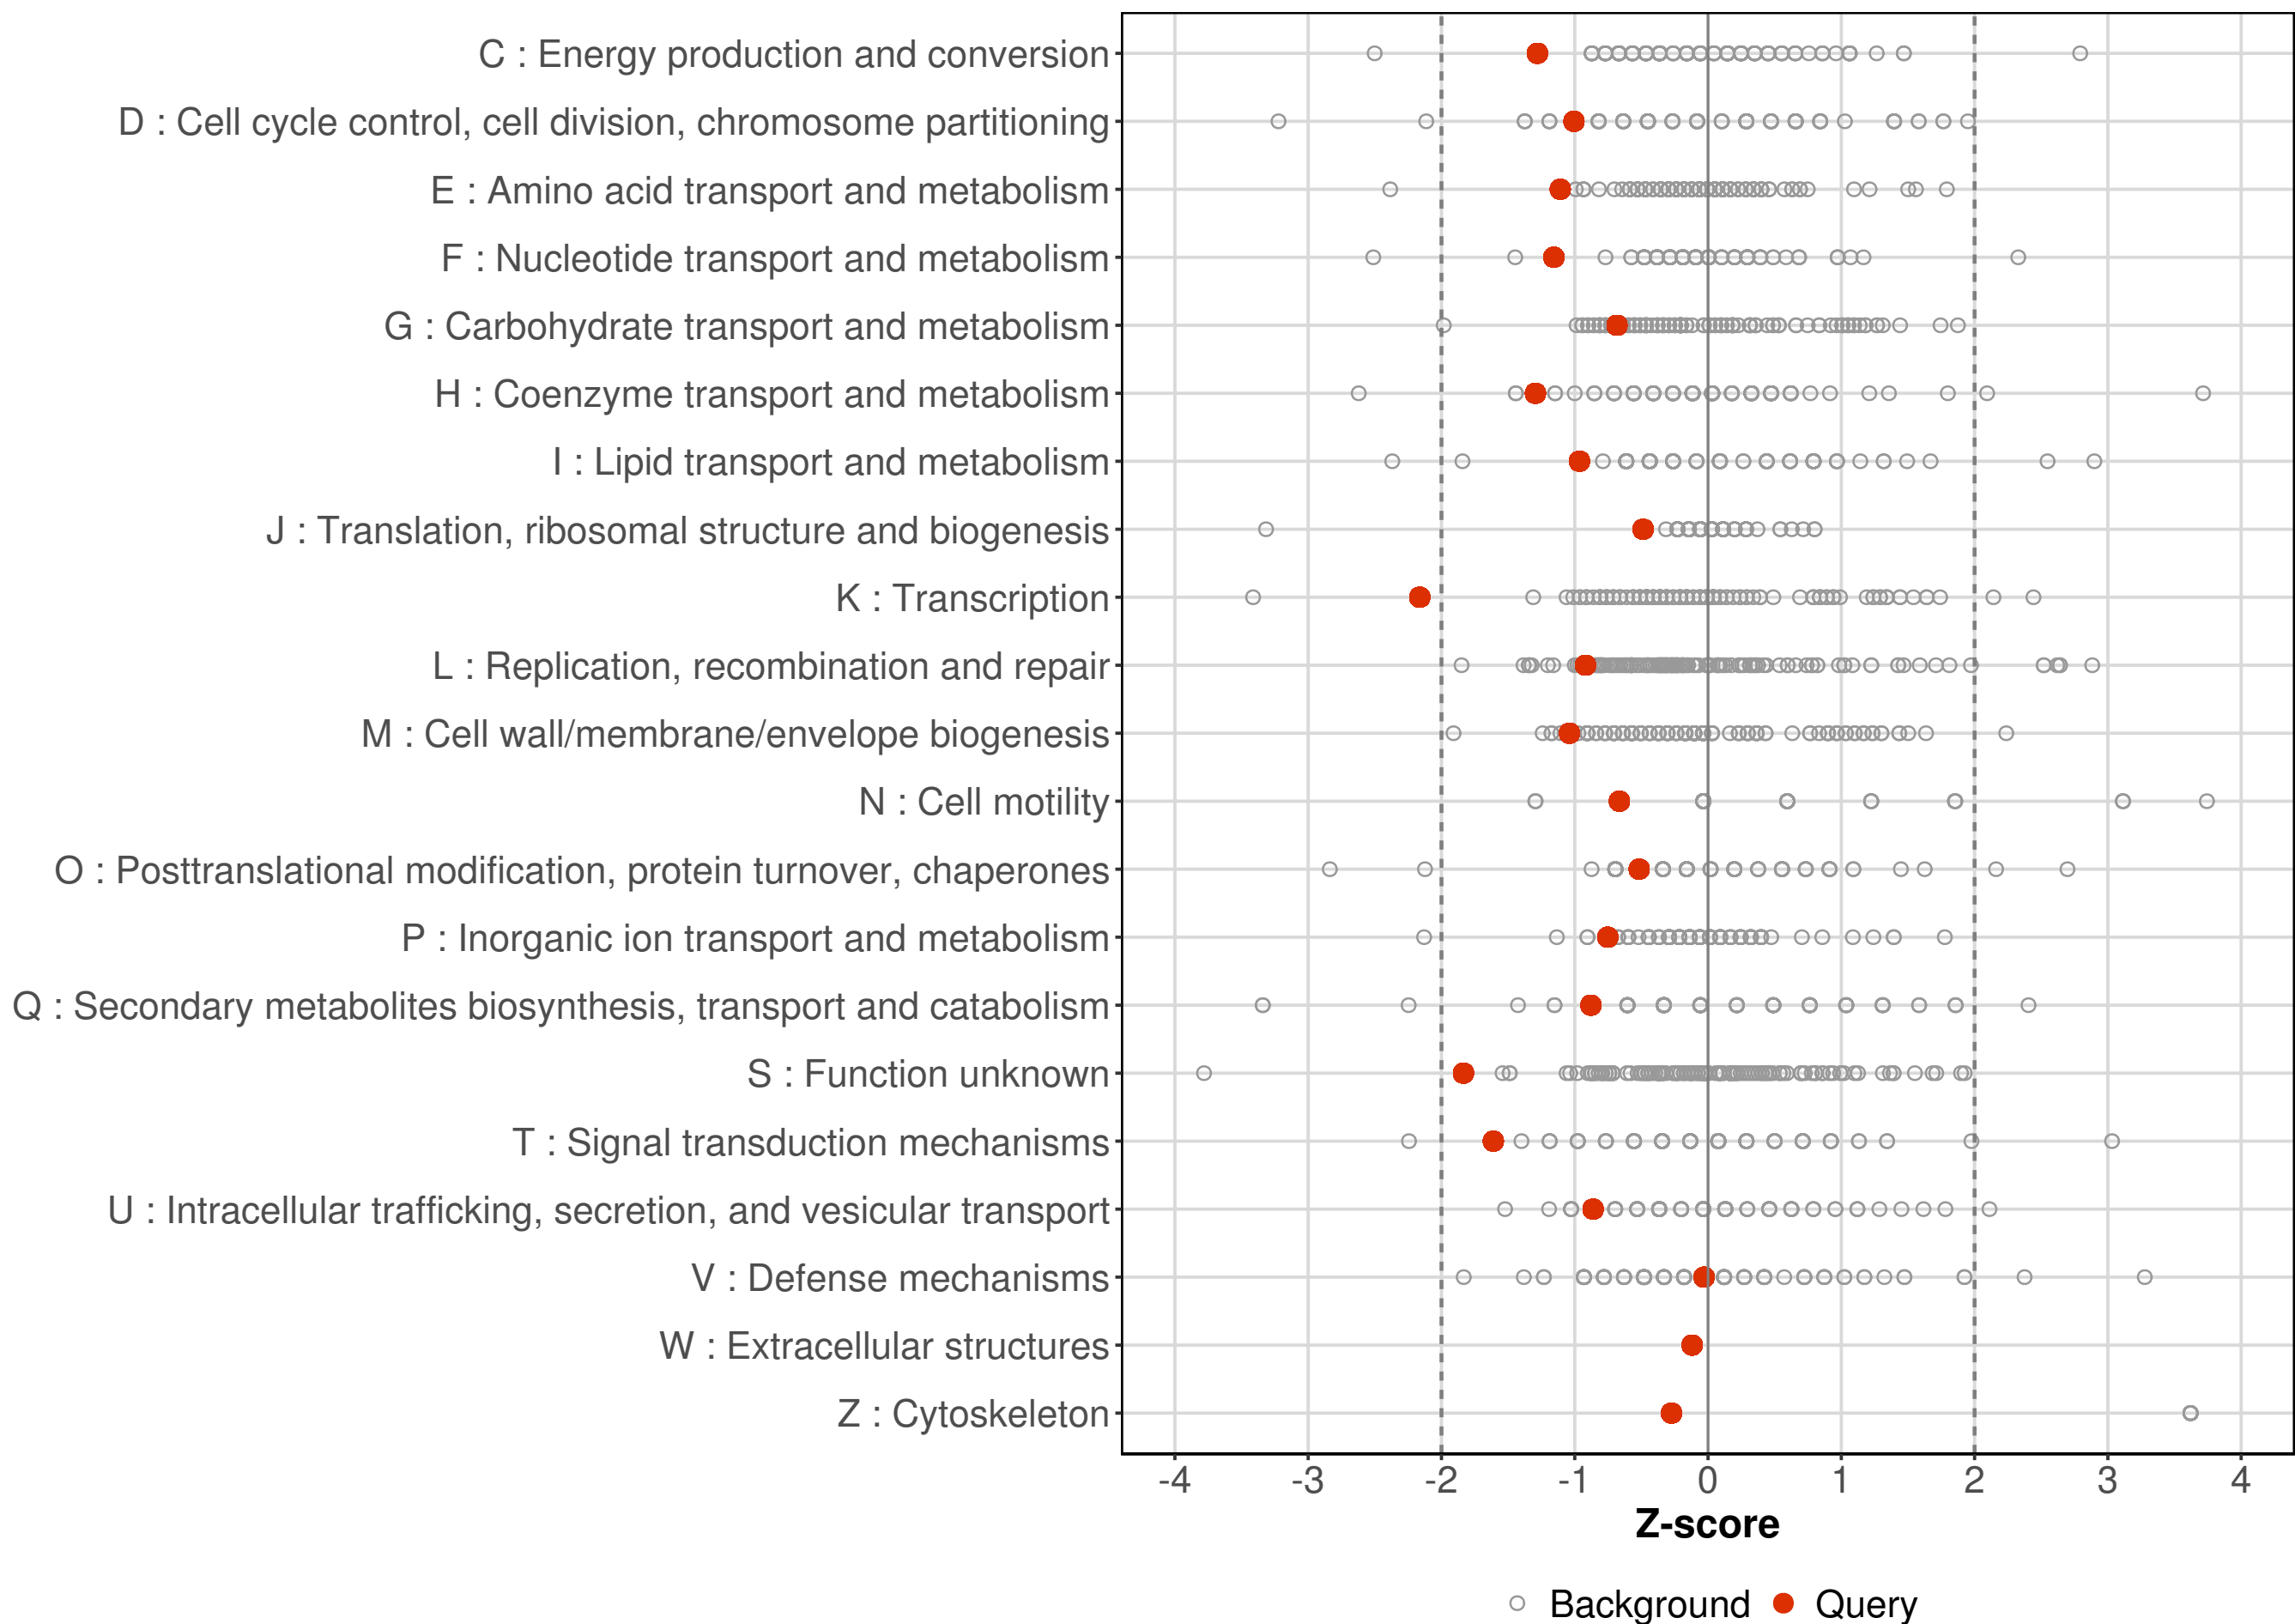 C : Energy production and conversion
D : Cell cycle control, cell division, chromosome partitioning
E : Amino acid transport and metabolism
F : Nucleotide transport and metabolism
G : Carbohydrate transport and metabolism
H : Coenzyme transport and metabolism
I : Lipid transport and metabolism
J : Translation, ribosomal structure and biogenesis
K : Transcription
L : Replication, recombination and repair
M : Cell wall/membrane/envelope biogenesis
N : Cell motility
O : Posttranslational modification, protein turnover, chaperones
P : Inorganic ion transport and metabolism
Q : Secondary metabolites biosynthesis, transport and catabolism
S : Function unknown
T : Signal transduction mechanisms
U : Intracellular trafficking, secretion, and vesicular transport
V : Defense mechanisms
W : Extracellular structures
Z : Cytoskeleton
-4 -3 -2 -1 0 1 2 3 4
Z-score
Background Query